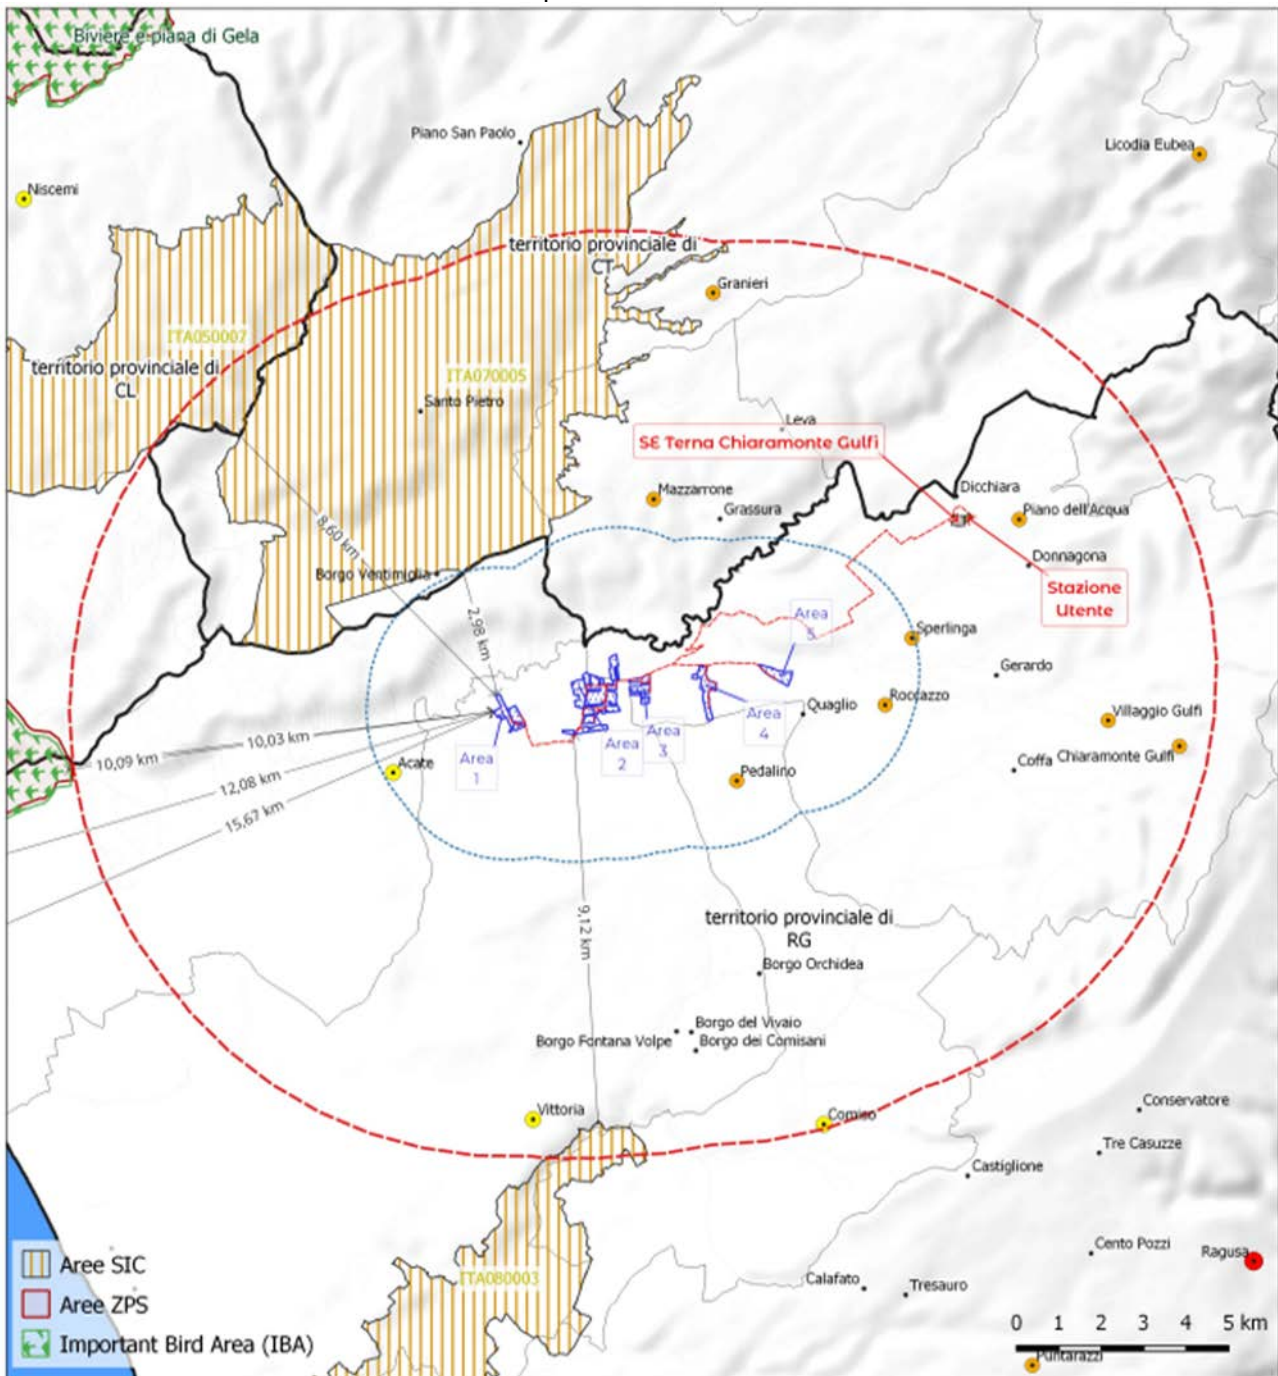 Biviere e piana di Gela
Piano San Paolo
Licodia Eubea
Niscemi
territorio provinciale di
CT
Granieri
ITA050007
territorio provinciale di
CL
ITA070005
Santo Pietro
Leva
SE Terna Chiaramonte Gulfi
Mazzarrone
Dicchiara
Grassura
Piano dell'Acqua
8,60 km
Donnagona
Borgo Ventimiglia
Stazione
Utente
2,98 km
Area
5
Sperlinga
Gerardo
Roccazzo
Quaglio
Villaggio Gulfi
Area
4
Area
3
Area
2
Area
1
10,03 km
10,09 km
Acate
Pedalino
Coffa
Chiaramonte Gulfi
12,08 km
15,67 km
9,12 km
territorio provinciale di
RG
Borgo Orchidea
Borgo del Vivaio
Borgo Fontana Volpe
Borgo dei Comisani
Vittoria
Comiso
Conservatore
Tre Casuzze
Castiglione
Cento Pozzi
Ragusa
ITA080003
Calafato
Tresauro
Aree SIC
Aree ZPS
Important Bird Area (IBA)
0 1 2 3 4 5 km
Puntarazzi